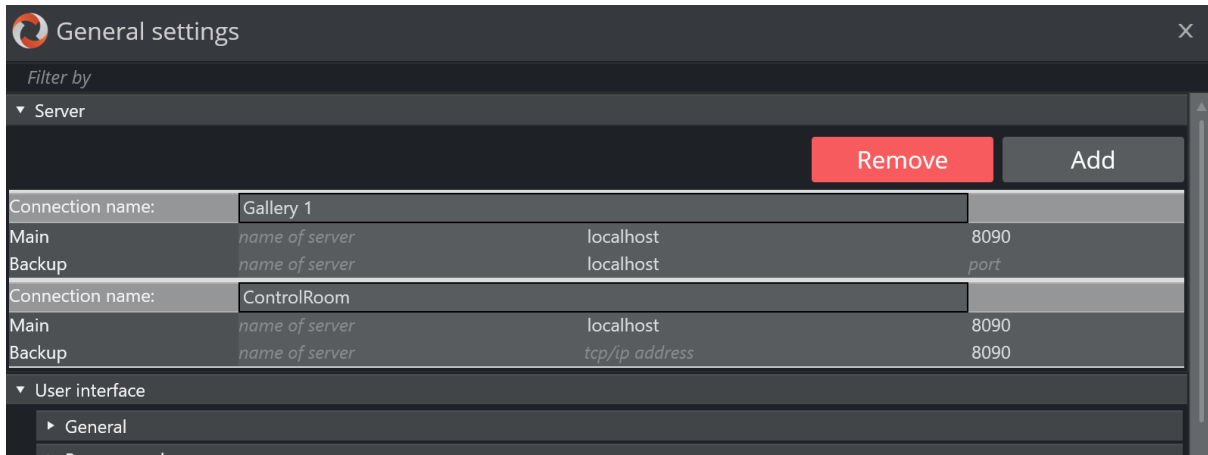 General settings X
Filter by
Server
Remove Add
Connection name: Gallery 1
Main name of server localhost 8090
Backup name of server localhost port
Connection name: ControlRoom
Main name of server localhost 8090
Backup name of server tcp/ip address 8090
User interface
General